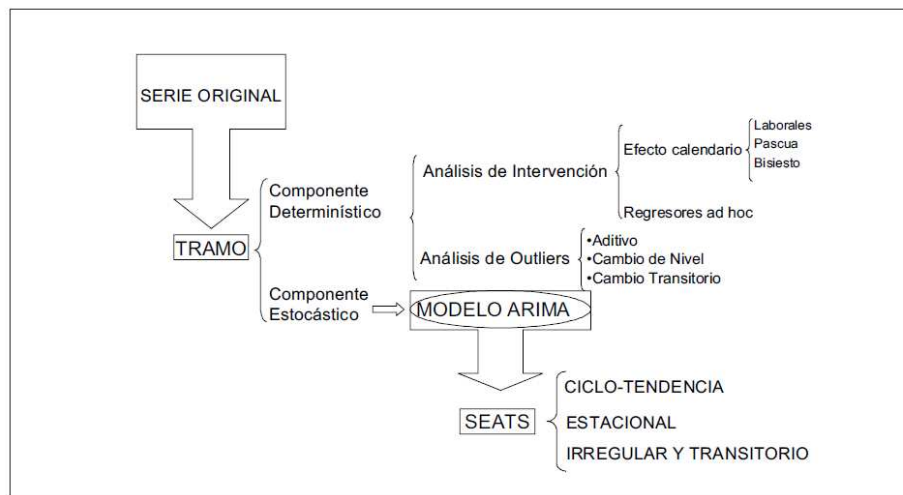 SERIE ORIGINAL
TRAMO
Componente
Determinístico
Análisis de Intervención
Efecto calendario
Laborales
Pascua
Bisiesto
Regresores ad hoc
Análisis de Outliers
•Aditivo
•Cambio de Nivel
•Cambio Transitorio
Componente
Estocástico
MODELO ARIMA
SEATS
CICLO-TENDENCIA
ESTACIONAL
IRREGULAR Y TRANSITORIO